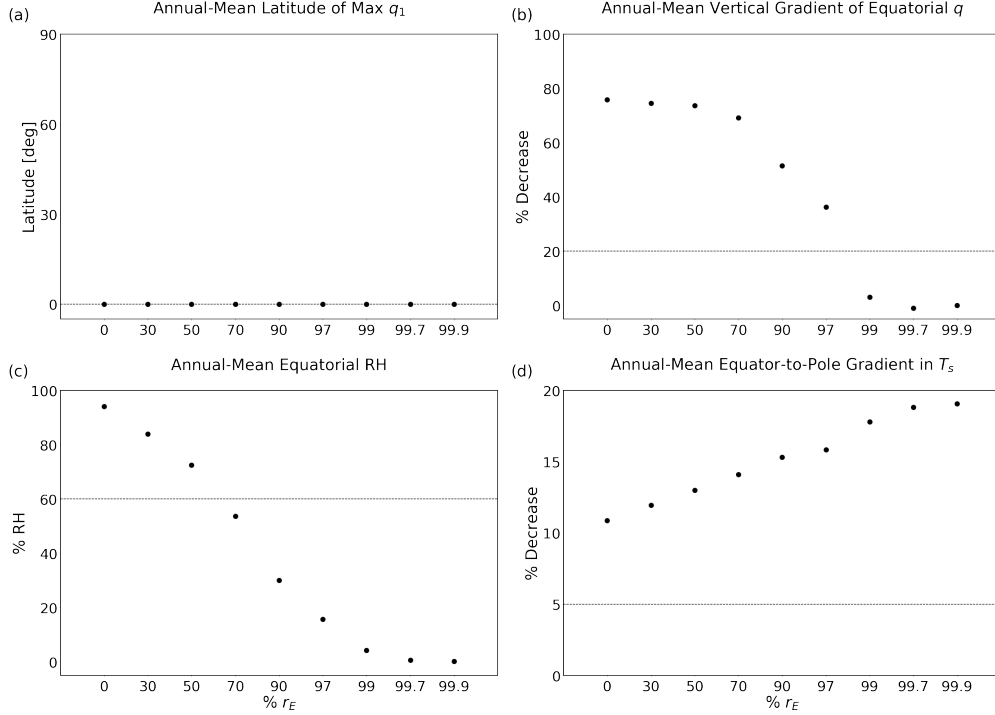 (a)
Annual-Mean Latitude of Max q₁
Latitude [deg]
90
60
30
0
0 30 50 70 90 97 99 99.7 99.9
(b)
Annual-Mean Vertical Gradient of Equatorial q
% Decrease
100
80
60
40
20
0
0 30 50 70 90 97 99 99.7 99.9
(c)
Annual-Mean Equatorial RH
% RH
100
80
60
40
20
0
0 30 50 70 90 97 99 99.7 99.9
% r_E
(d)
Annual-Mean Equator-to-Pole Gradient in T_s
% Decrease
20
15
10
5
0
0 30 50 70 90 97 99 99.7 99.9
% r_E